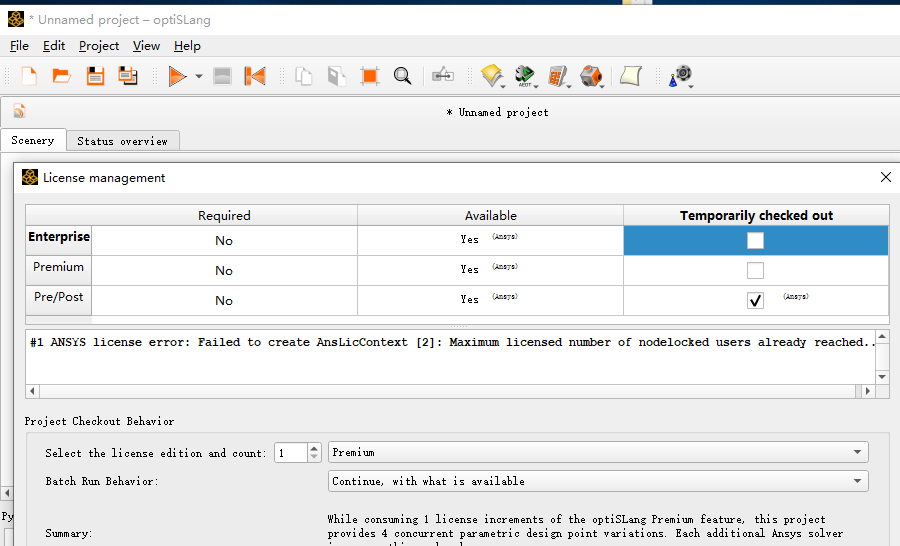 * Unnamed project – optiSLang
File Edit Project View Help
AEDT
* Unnamed project
Scenery Status overview
License management
Required Available Temporarily checked out
Enterprise No Yes (Ansys)
Premium No Yes (Ansys)
Pre/Post No Yes (Ansys) (Ansys)
#1 ANSYS license error: Failed to create AnsLicContext [2]: Maximum licensed number of nodelocked users already reached..
Project Checkout Behavior
Select the license edition and count: 1 Premium
Batch Run Behavior: Continue, with what is available
Py
Summary: While consuming 1 license increments of the optiSLang Premium feature, this project
provides 4 concurrent parametric design point variations. Each additional Ansys solver